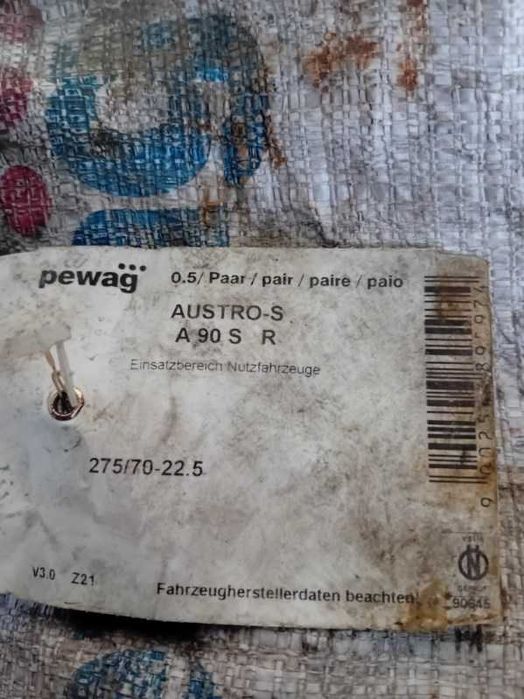 pewag
0.5/ Paar / pair / paire / paio
AUSTRO-S
A 90 S R
Einsatzbereich Nutzfahrzeuge
275/70-22.5
V3.0 Z21
Fahrzeugherstellerdaten beachten!
90645